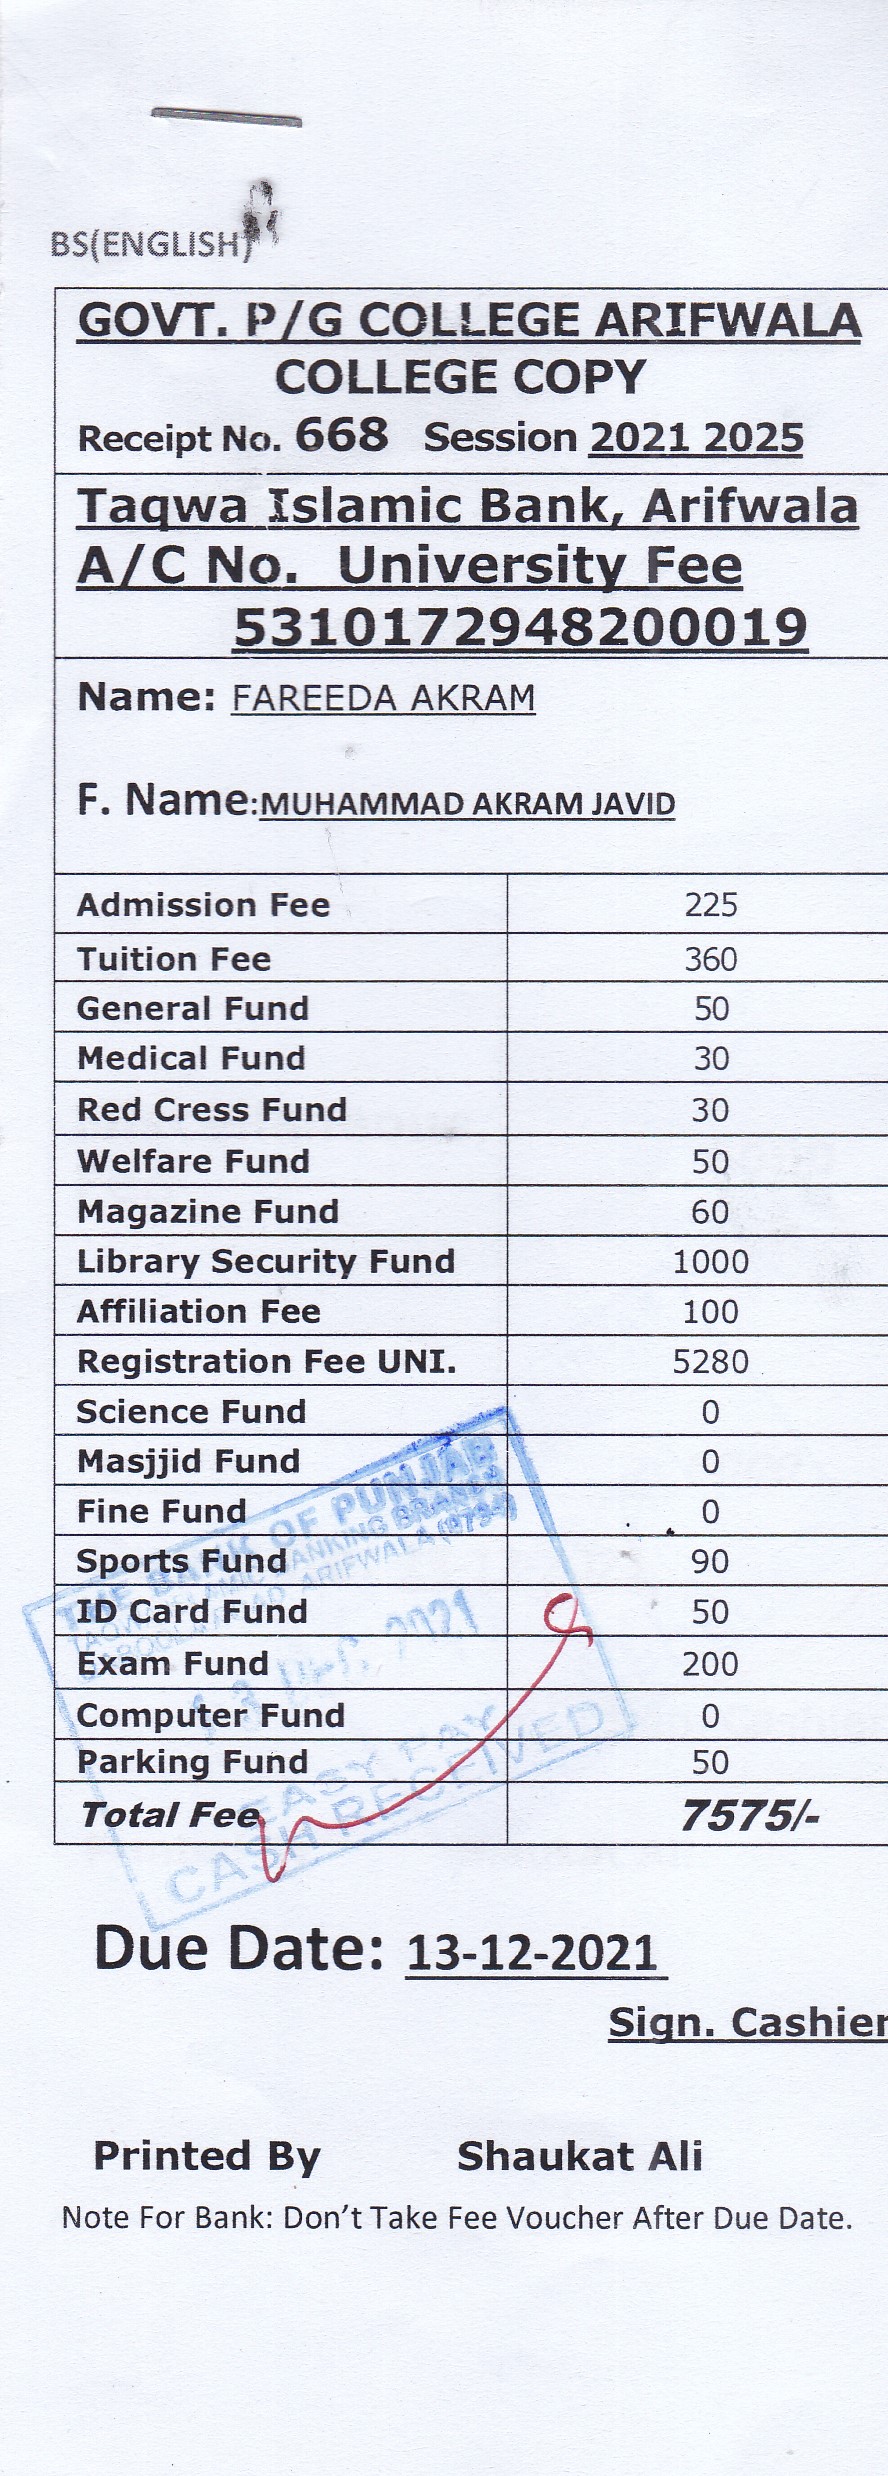 BS(ENGLISH)
GOVT. P/G COLLEGE ARIFWALA
COLLEGE COPY
Receipt No. 668 Session 2021 2025
Taqwa Islamic Bank, Arifwala
A/C No. University Fee
5310172948200019
Name: FAREEDA AKRAM
F. Name:MUHAMMAD AKRAM JAVID
Admission Fee 225
Tuition Fee 360
General Fund 50
Medical Fund 30
Red Cress Fund 30
Welfare Fund 50
Magazine Fund 60
Library Security Fund 1000
Affiliation Fee 100
Registration Fee UNI. 5280
Science Fund 0
Masjjid Fund 0
Fine Fund 0
Sports Fund 90
ID Card Fund 50
Exam Fund 200
Computer Fund 0
Parking Fund 50
Total Fee 7575/-
THE BANK OF PUNJAB
TAQWA ISLAMIC BANKING BRANCH
ROAD ARIFWALA
13 DEC 2021
EASY PAY
CASH RECEIVED
Due Date: 13-12-2021
Sign. Cashier
Printed By Shaukat Ali
Note For Bank: Don't Take Fee Voucher After Due Date.